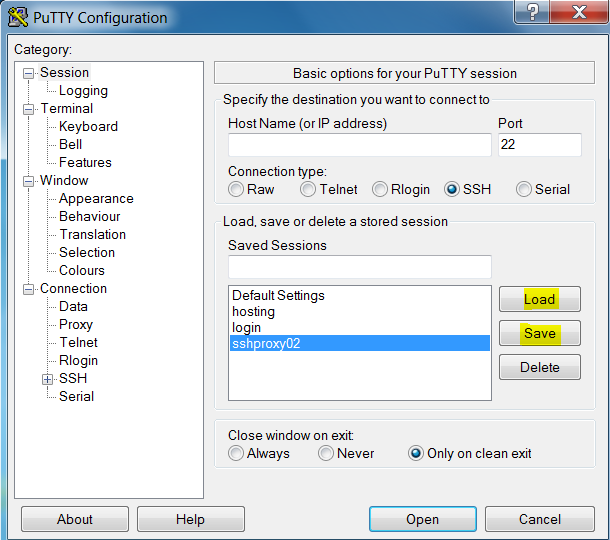 PuTTY Configuration
?
X
Category:
Session
Logging
Terminal
Keyboard
Bell
Features
Window
Appearance
Behaviour
Translation
Selection
Colours
Connection
Data
Proxy
Telnet
Rlogin
SSH
Serial
Basic options for your PuTTY session
Specify the destination you want to connect to
Host Name (or IP address) Port
22
Connection type:
Raw Telnet Rlogin SSH Serial
Load, save or delete a stored session
Saved Sessions
Default Settings
hosting
login
sshproxy02
Load
Save
Delete
Close window on exit:
Always Never Only on clean exit
About Help Open Cancel